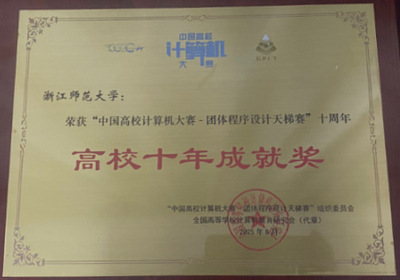 中国高校
计算机
大赛
浙江师范大学：
荣获“中国高校计算机大赛－团体程序设计天梯赛”十周年
高校十年成就奖
“中国高校计算机大赛－团体程序设计天梯赛”组织委员会
全国高等学校计算机教育研究会（代章）